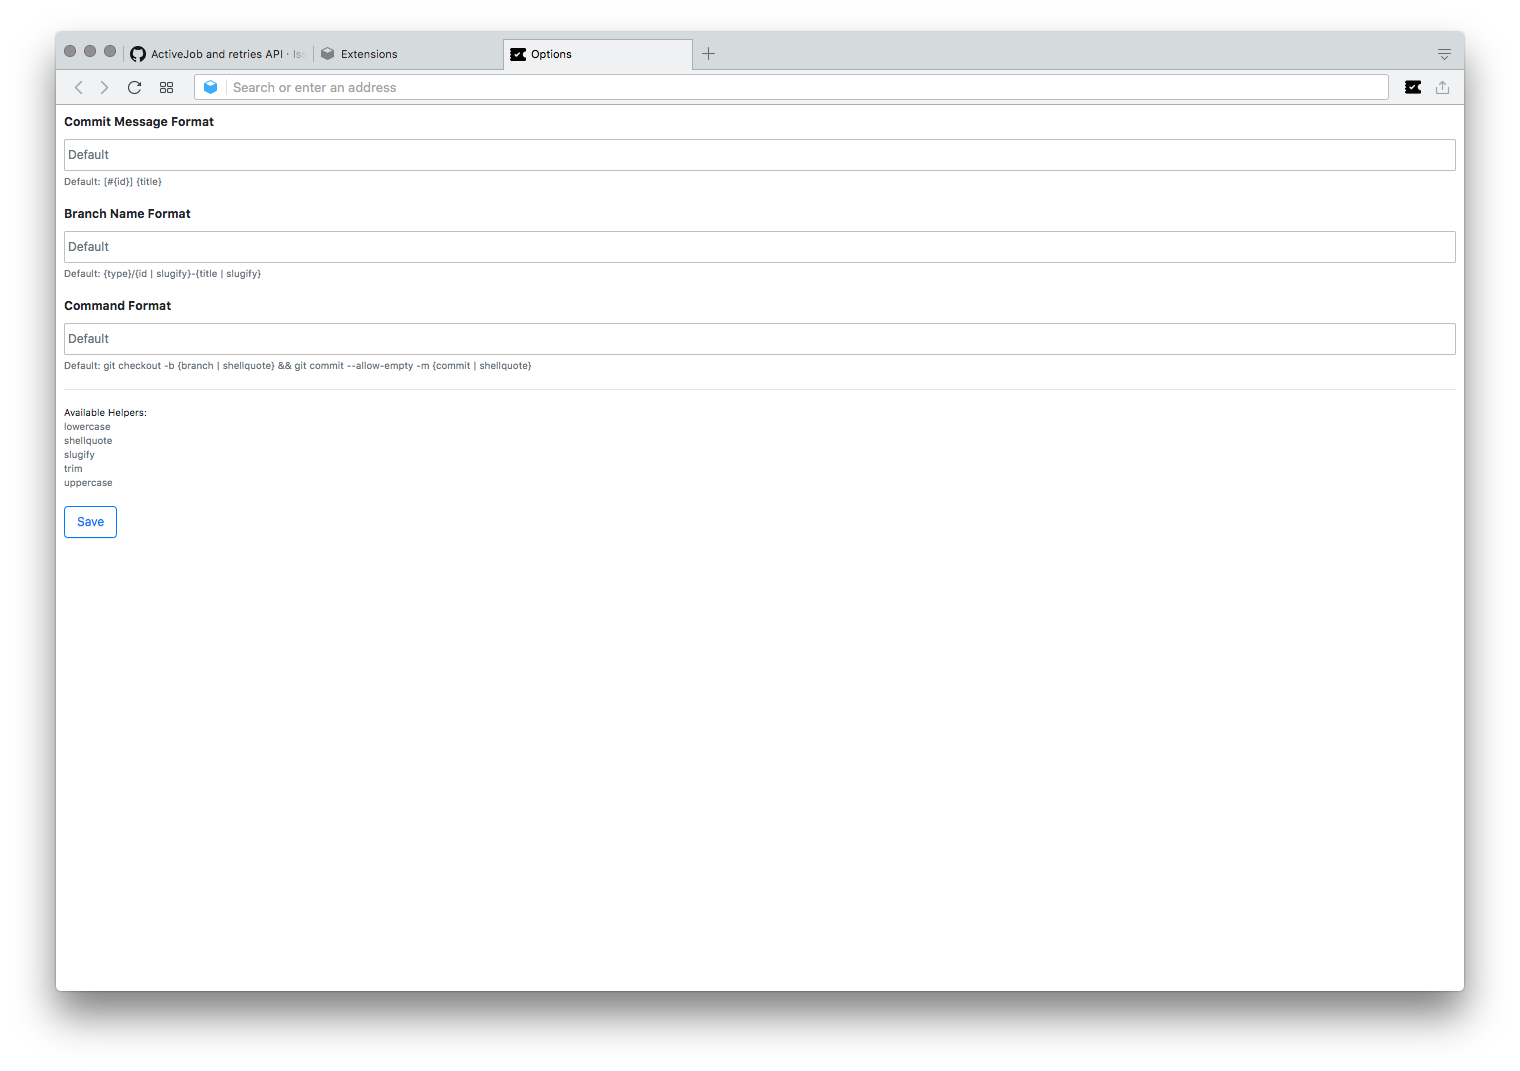 ActiveJob and retries API · Iss
Extensions
Options
Search or enter an address
Commit Message Format
Default
Default: [#{id}] {title}
Branch Name Format
Default
Default: {type}/{id | slugify}-{title | slugify}
Command Format
Default
Default: git checkout -b {branch | shellquote} && git commit --allow-empty -m {commit | shellquote}
Available Helpers:
lowercase
shellquote
slugify
trim
uppercase
Save